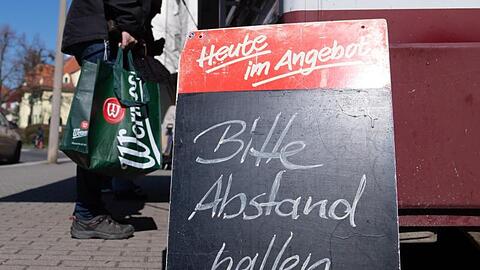 Heute
im Angebot
Bitte
Abstand
halten
W